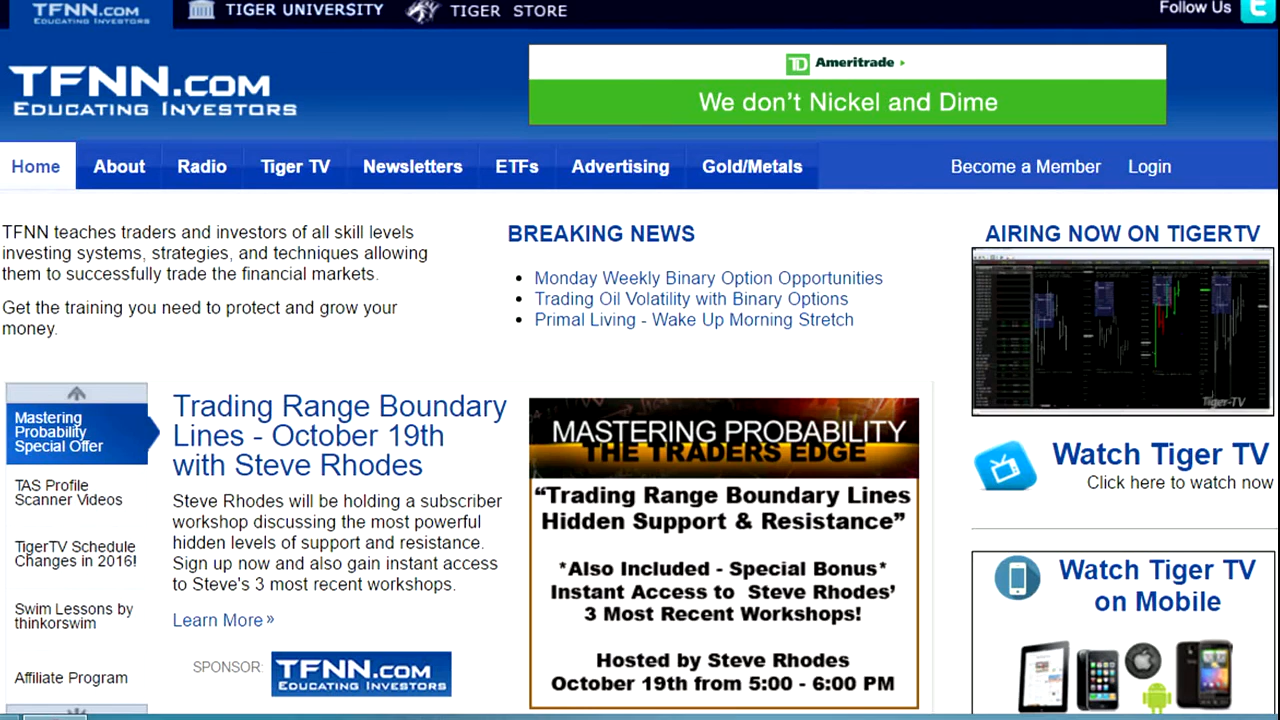 TFNN.COM
EDUCATING INVESTORS
TIGER UNIVERSITY
TIGER STORE
Follow Us
TFNN.COM
EDUCATING INVESTORS
TD Ameritrade
We don't Nickel and Dime
Home
About
Radio
Tiger TV
Newsletters
ETFs
Advertising
Gold/Metals
Become a Member
Login
TFNN teaches traders and investors of all skill levels
investing systems, strategies, and techniques allowing
them to successfully trade the financial markets.
Get the training you need to protect and grow your
money.
BREAKING NEWS
Monday Weekly Binary Option Opportunities
Trading Oil Volatility with Binary Options
Primal Living - Wake Up Morning Stretch
AIRING NOW ON TIGERTV
Tiger-TV
Mastering
Probability
Special Offer
TAS Profile
Scanner Videos
TigerTV Schedule
Changes in 2016!
Swim Lessons by
thinkorswim
Affiliate Program
Trading Range Boundary
Lines - October 19th
with Steve Rhodes
Steve Rhodes will be holding a subscriber
workshop discussing the most powerful
hidden levels of support and resistance.
Sign up now and also gain instant access
to Steve's 3 most recent workshops.
Learn More »
SPONSOR:
TFNN.COM
EDUCATING INVESTORS
MASTERING PROBABILITY
THE TRADERS EDGE
“Trading Range Boundary Lines
Hidden Support & Resistance”
*Also Included - Special Bonus*
Instant Access to Steve Rhodes’
3 Most Recent Workshops!
Hosted by Steve Rhodes
October 19th from 5:00 - 6:00 PM
Watch Tiger TV
Click here to watch now
Watch Tiger TV
on Mobile